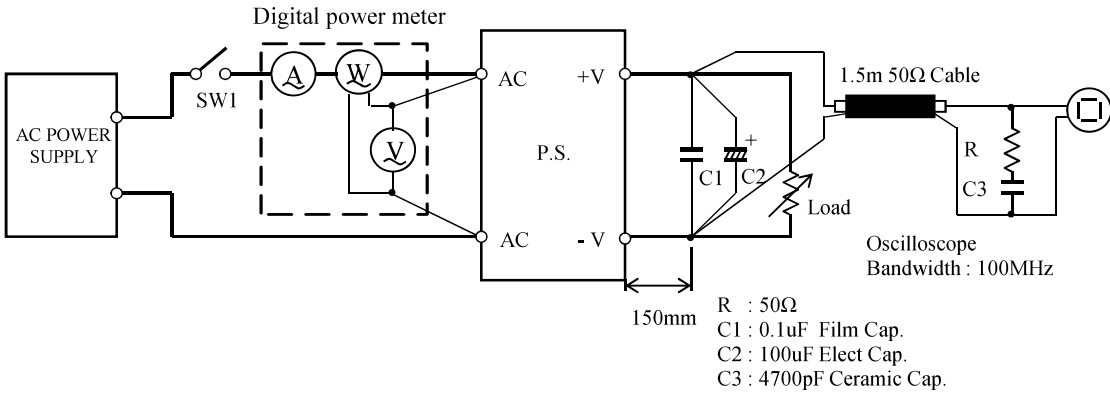 Digital power meter
AC POWER
SUPPLY
SW1
A
W
V
AC
AC
P.S.
+V
- V
C1
+
C2
Load
1.5m 50Ω Cable
R
C3
Oscilloscope
Bandwidth : 100MHz
150mm
R : 50Ω
C1 : 0.1uF Film Cap.
C2 : 100uF Elect Cap.
C3 : 4700pF Ceramic Cap.